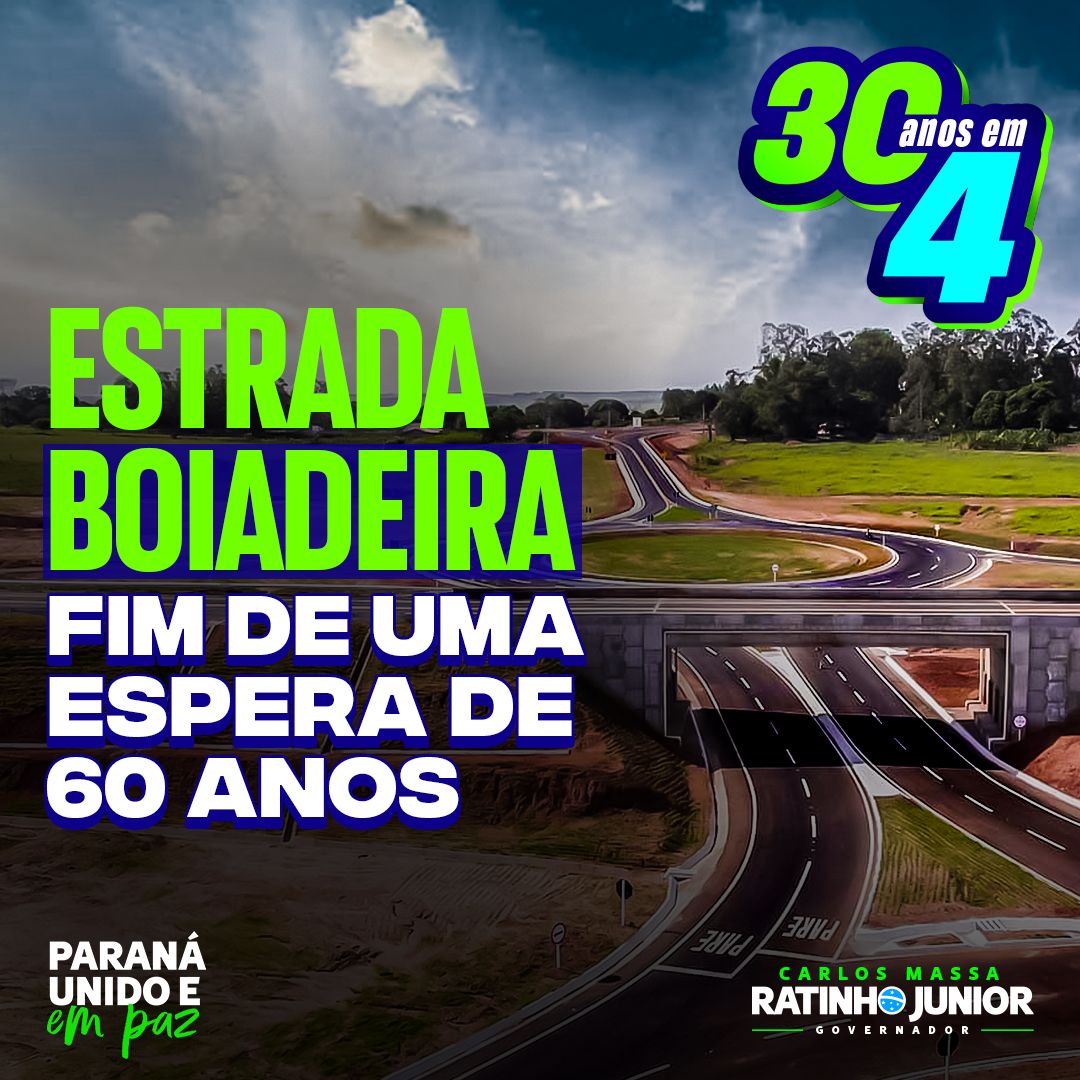 30
anos em
4
ESTRADA
BOIADEIRA
FIM DE UMA
ESPERA DE
60 ANOS
PARE
PARE
PARANÁ
UNIDO E
em paz
CARLOS MASSA
RATINHO JUNIOR
GOVERNADOR